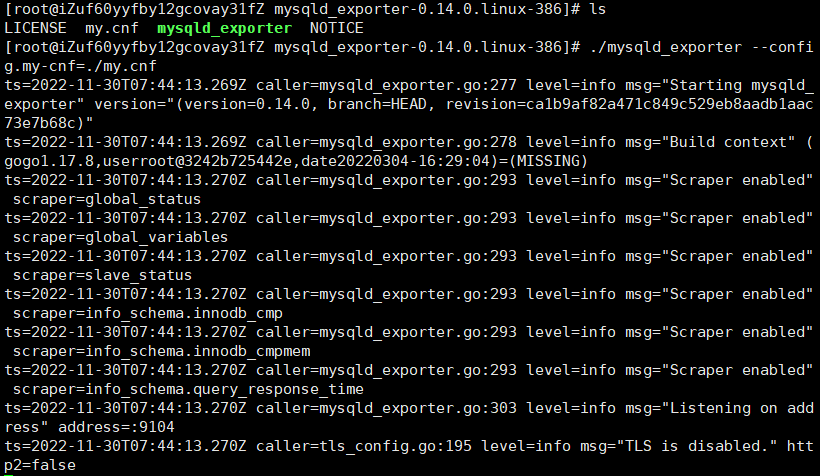 [root@iZuf60yyfby12gcovay31fZ mysqld_exporter-0.14.0.linux-386]# ls
LICENSE  my.cnf  mysqld_exporter  NOTICE
[root@iZuf60yyfby12gcovay31fZ mysqld_exporter-0.14.0.linux-386]# ./mysqld_exporter --confi
g.my-cnf=./my.cnf
ts=2022-11-30T07:44:13.269Z caller=mysqld_exporter.go:277 level=info msg="Starting mysqld_
exporter" version="(version=0.14.0, branch=HEAD, revision=ca1b9af82a471c849c529eb8aadb1aac
73e7b68c)"
ts=2022-11-30T07:44:13.269Z caller=mysqld_exporter.go:278 level=info msg="Build context" (
gogo1.17.8,userroot@3242b725442e,date20220304-16:29:04)=(MISSING)
ts=2022-11-30T07:44:13.270Z caller=mysqld_exporter.go:293 level=info msg="Scraper enabled"
 scraper=global_status
ts=2022-11-30T07:44:13.270Z caller=mysqld_exporter.go:293 level=info msg="Scraper enabled"
 scraper=global_variables
ts=2022-11-30T07:44:13.270Z caller=mysqld_exporter.go:293 level=info msg="Scraper enabled"
 scraper=slave_status
ts=2022-11-30T07:44:13.270Z caller=mysqld_exporter.go:293 level=info msg="Scraper enabled"
 scraper=info_schema.innodb_cmp
ts=2022-11-30T07:44:13.270Z caller=mysqld_exporter.go:293 level=info msg="Scraper enabled"
 scraper=info_schema.innodb_cmpmem
ts=2022-11-30T07:44:13.270Z caller=mysqld_exporter.go:293 level=info msg="Scraper enabled"
 scraper=info_schema.query_response_time
ts=2022-11-30T07:44:13.270Z caller=mysqld_exporter.go:303 level=info msg="Listening on add
ress" address=:9104
ts=2022-11-30T07:44:13.270Z caller=tls_config.go:195 level=info msg="TLS is disabled." htt
p2=false